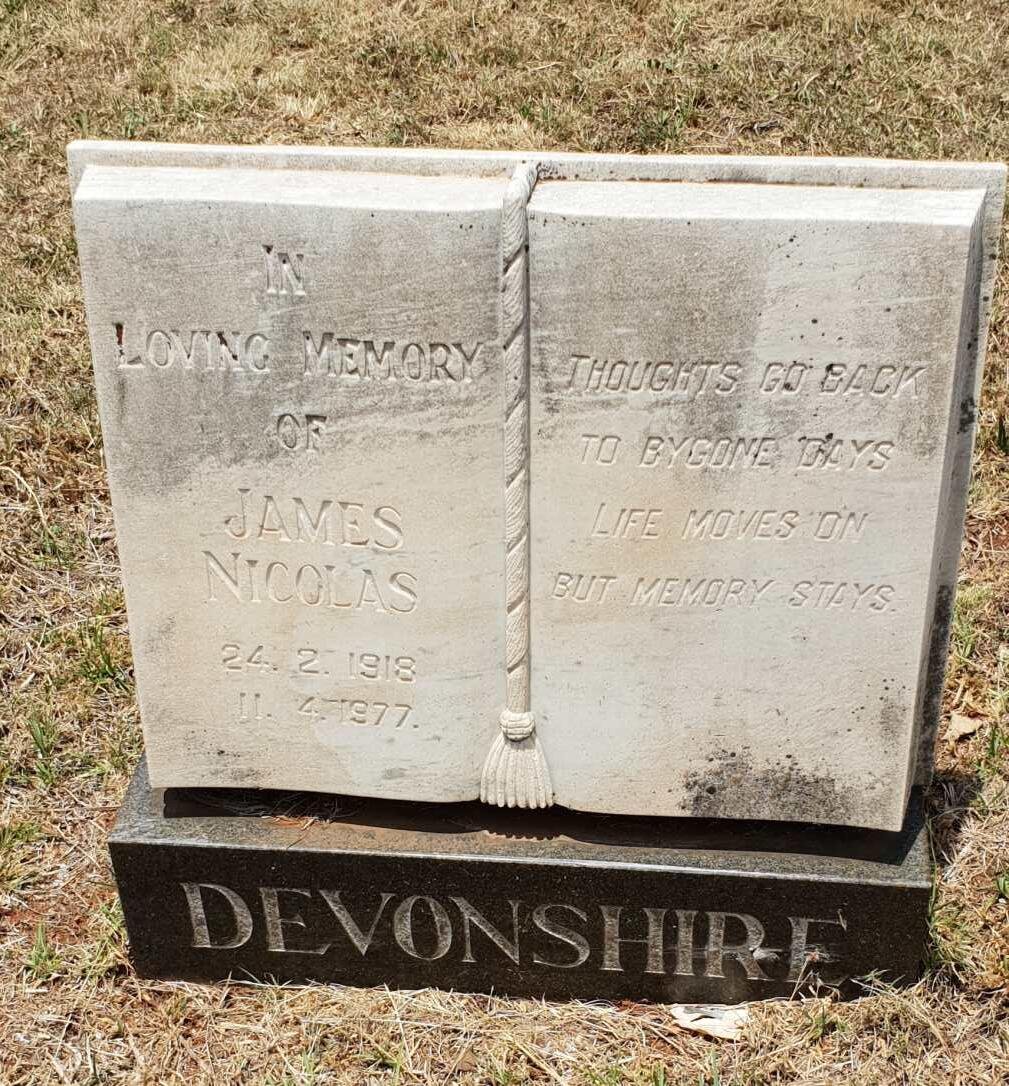 IN
LOVING MEMORY
OF
JAMES
NICOLAS
24. 2. 1918
11. 4. 1977.
THOUGHTS GO BACK
TO BYGONE DAYS
LIFE MOVES ON
BUT MEMORY STAYS.
DEVONSHIRE